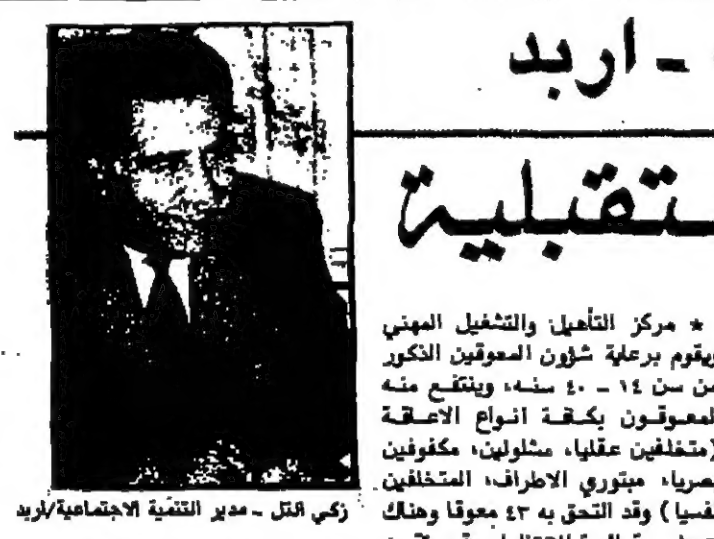 ـ اربد
ـتقبلية
* مركز التأهيل والتشغيل المهني
ويقوم برعاية شؤون المعوقين الذكور
من سن ١٤ ـ ٤٠ سنه، وينتفع منه
المعوقون بكافة انواع الاعاقة
(متخلفين عقليا، مشلولين، مكفوفين
بصريا، مبتوري الاطراف، المتخلفين
نفسيا) وقد التحق به ٤٣ معوقا وهناك
زكي التل ـ مدير التنمية الاجتماعية/اربد